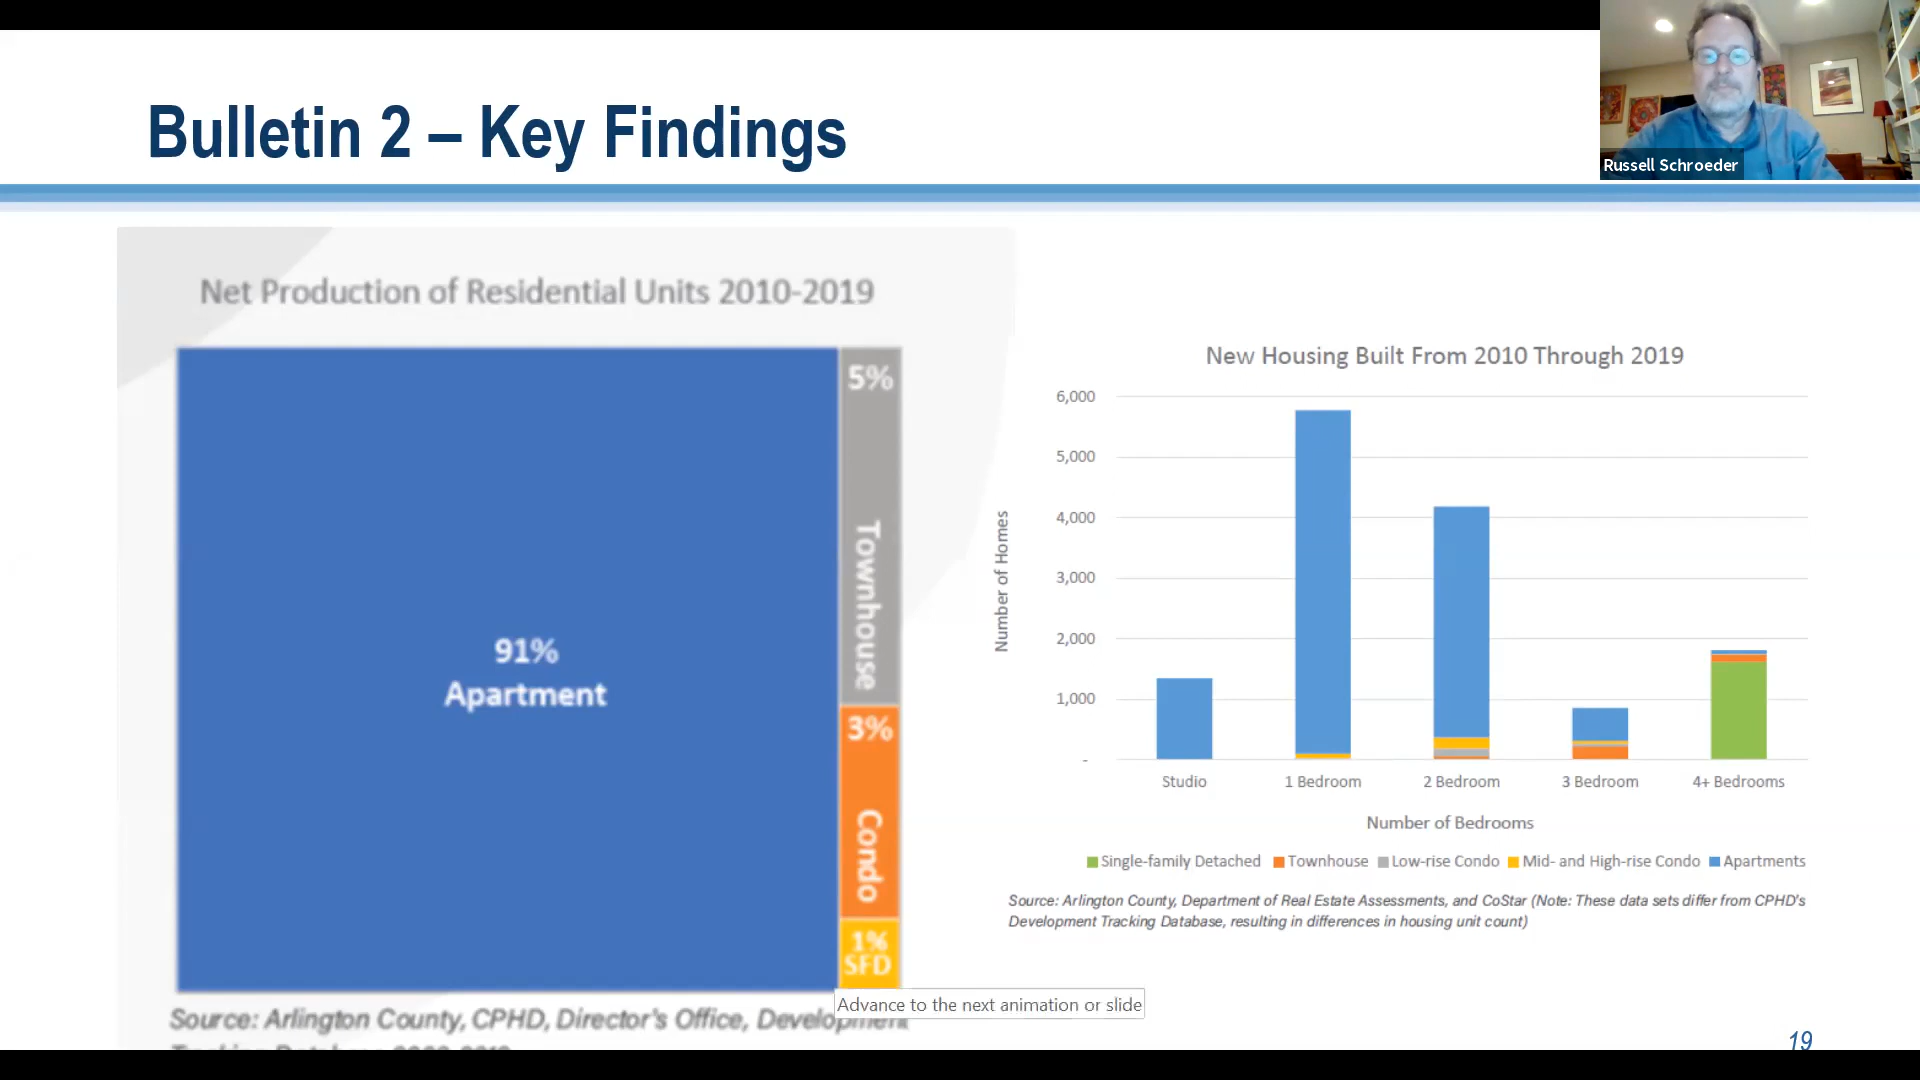 Bulletin 2 – Key Findings
Russell Schroeder
Net Production of Residential Units 2010-2019
91%
Apartment
5%
Townhouse
3%
Condo
1%
SFD
Source: Arlington County, CPHD, Director's Office, Development
Advance to the next animation or slide
New Housing Built From 2010 Through 2019
Number of Homes
6,000
5,000
4,000
3,000
2,000
1,000
-
Studio
1 Bedroom
2 Bedroom
3 Bedroom
4+ Bedrooms
Number of Bedrooms
Single-family Detached
Townhouse
Low-rise Condo
Mid- and High-rise Condo
Apartments
Source: Arlington County, Department of Real Estate Assessments, and CoStar (Note: These data sets differ from CPHD's
Development Tracking Database, resulting in differences in housing unit count)
19